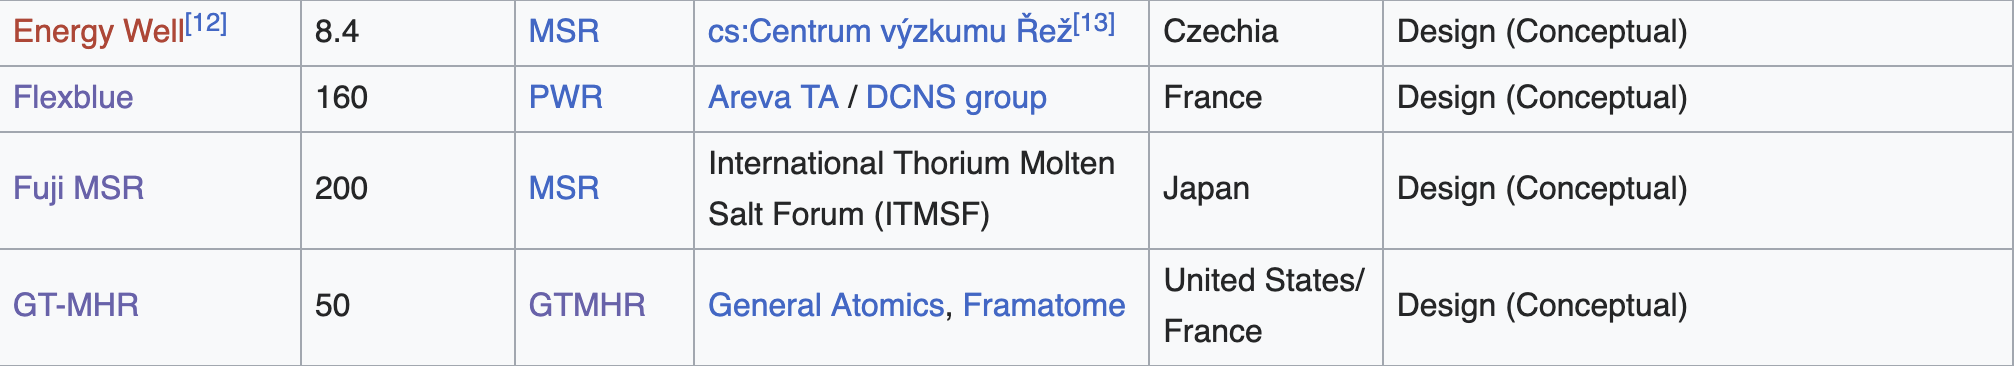 Energy Well[12] 8.4 MSR cs:Centrum výzkumu Řež[13] Czechia Design (Conceptual)
Flexblue 160 PWR Areva TA / DCNS group France Design (Conceptual)
Fuji MSR 200 MSR International Thorium Molten
Salt Forum (ITMSF) Japan Design (Conceptual)
GT-MHR 50 GTMHR General Atomics, Framatome United States/
France Design (Conceptual)